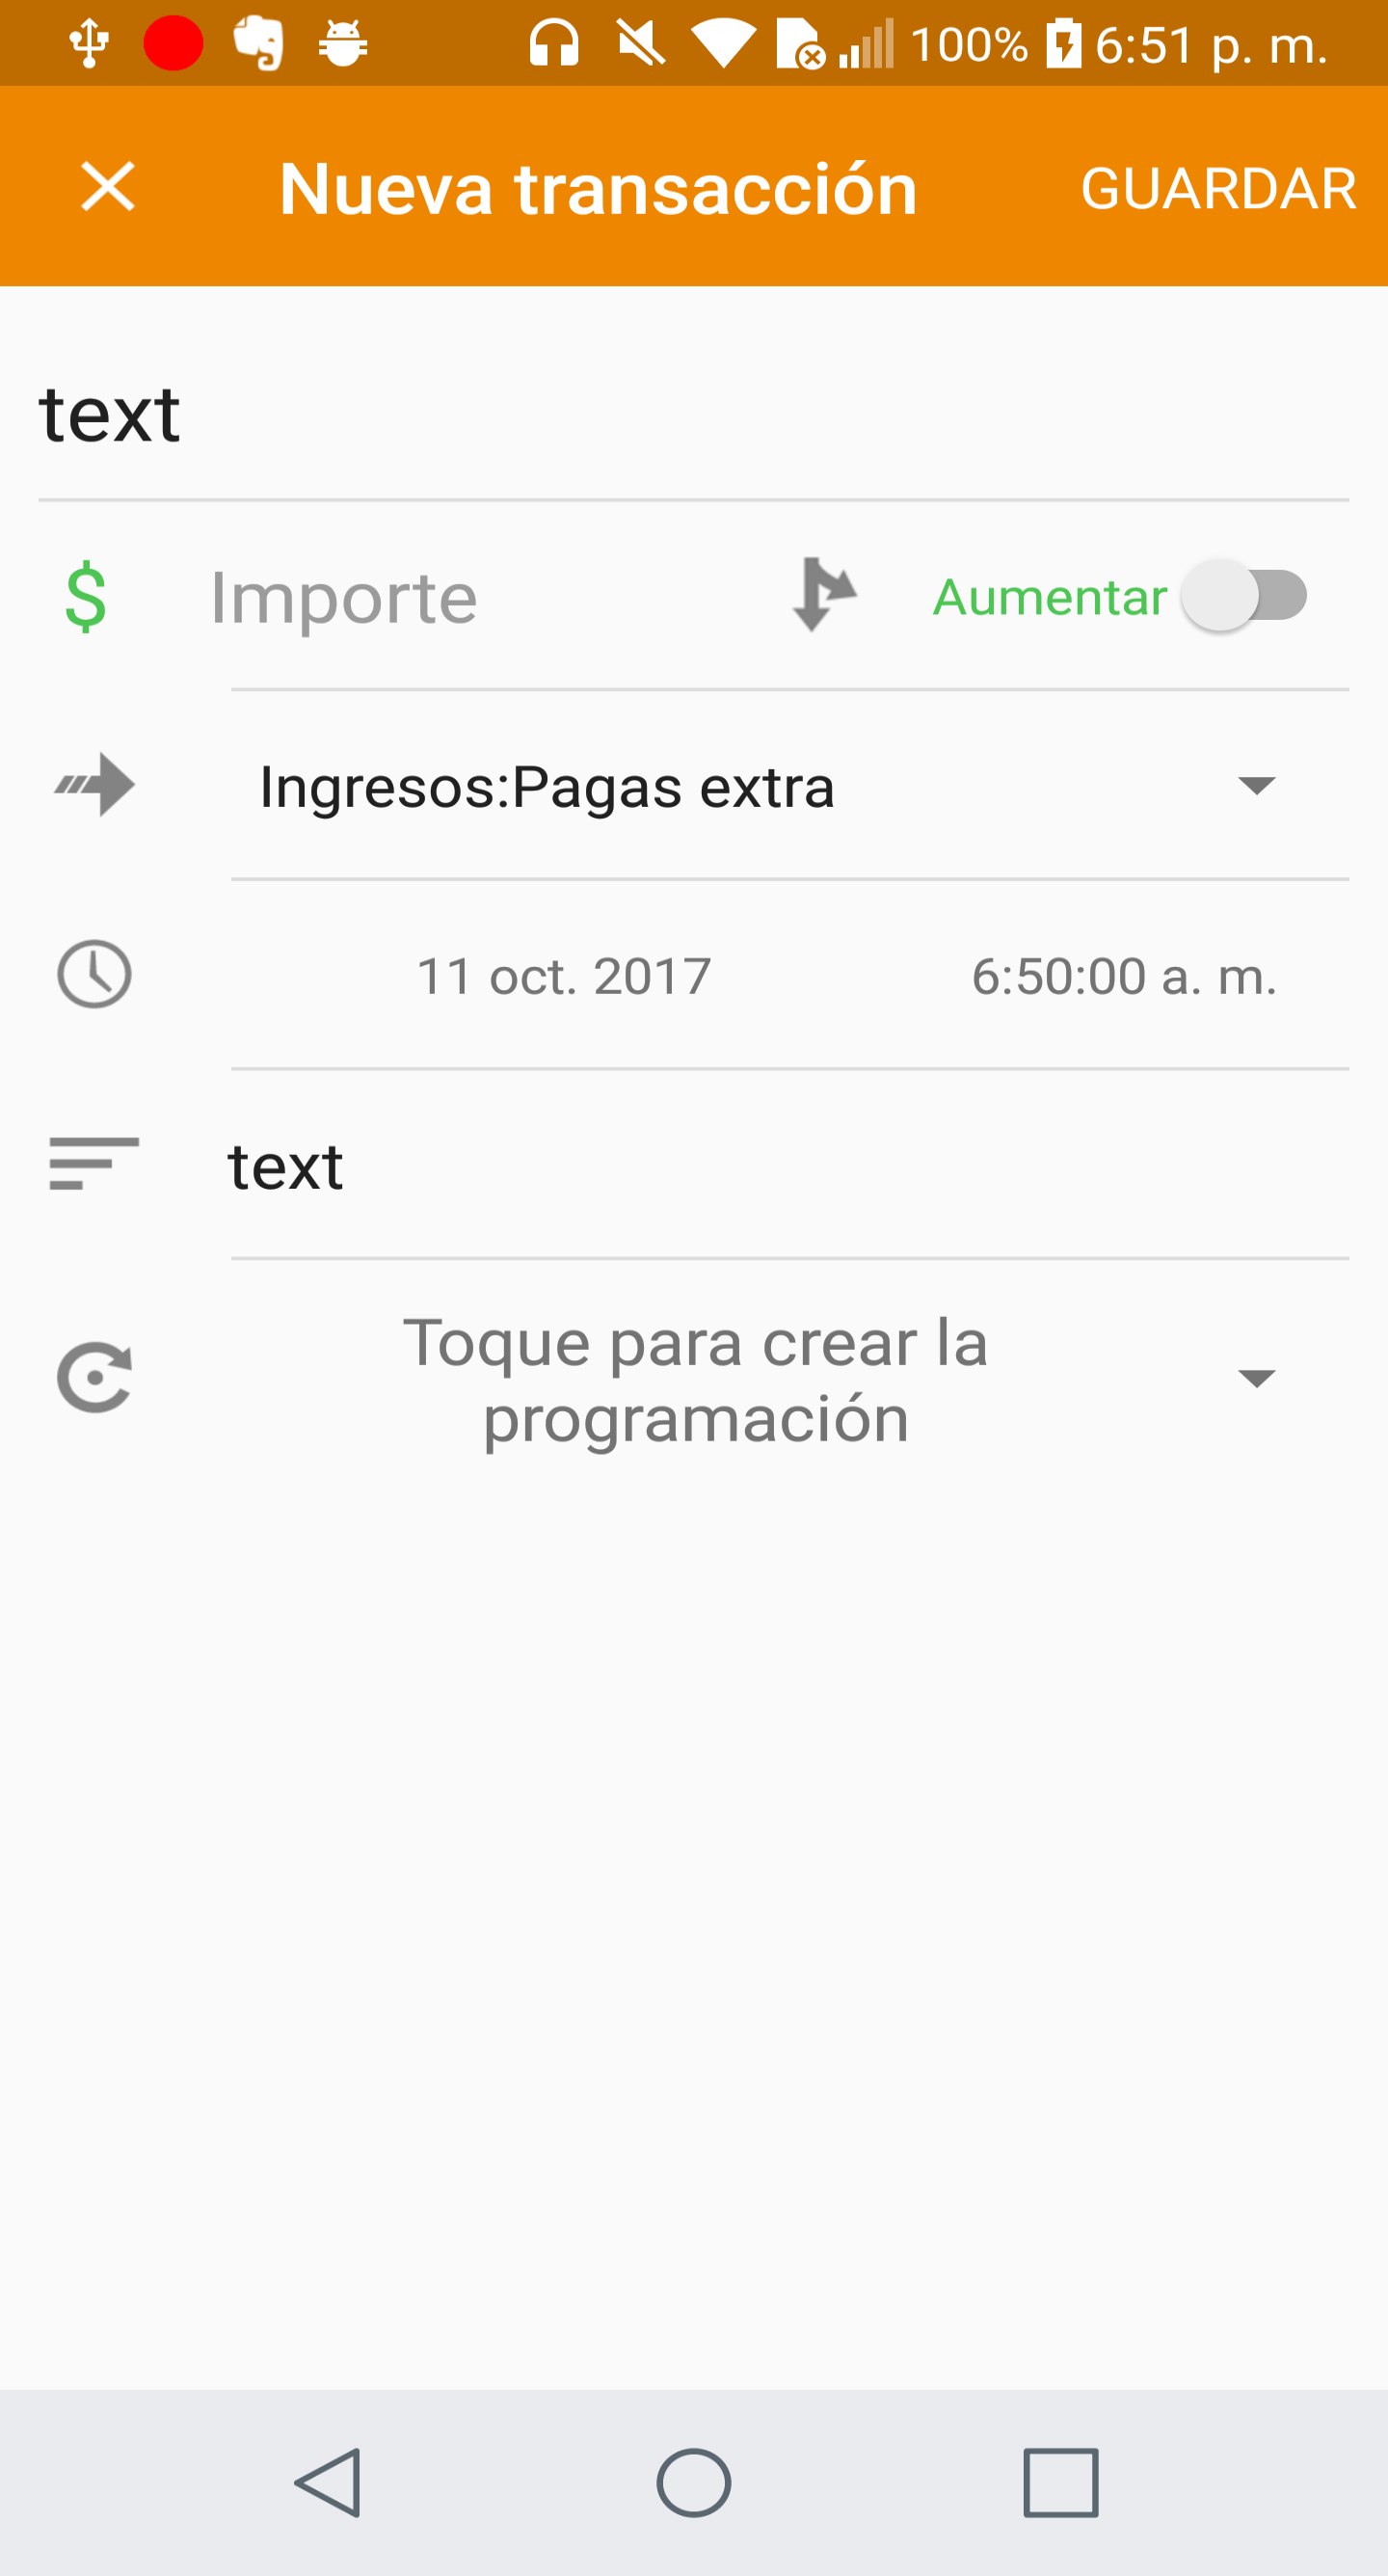 100% 6:51 p. m.
Nueva transacción GUARDAR
text
$ Importe Aumentar
Ingresos:Pagas extra
11 oct. 2017 6:50:00 a. m.
text
Toque para crear la
programación